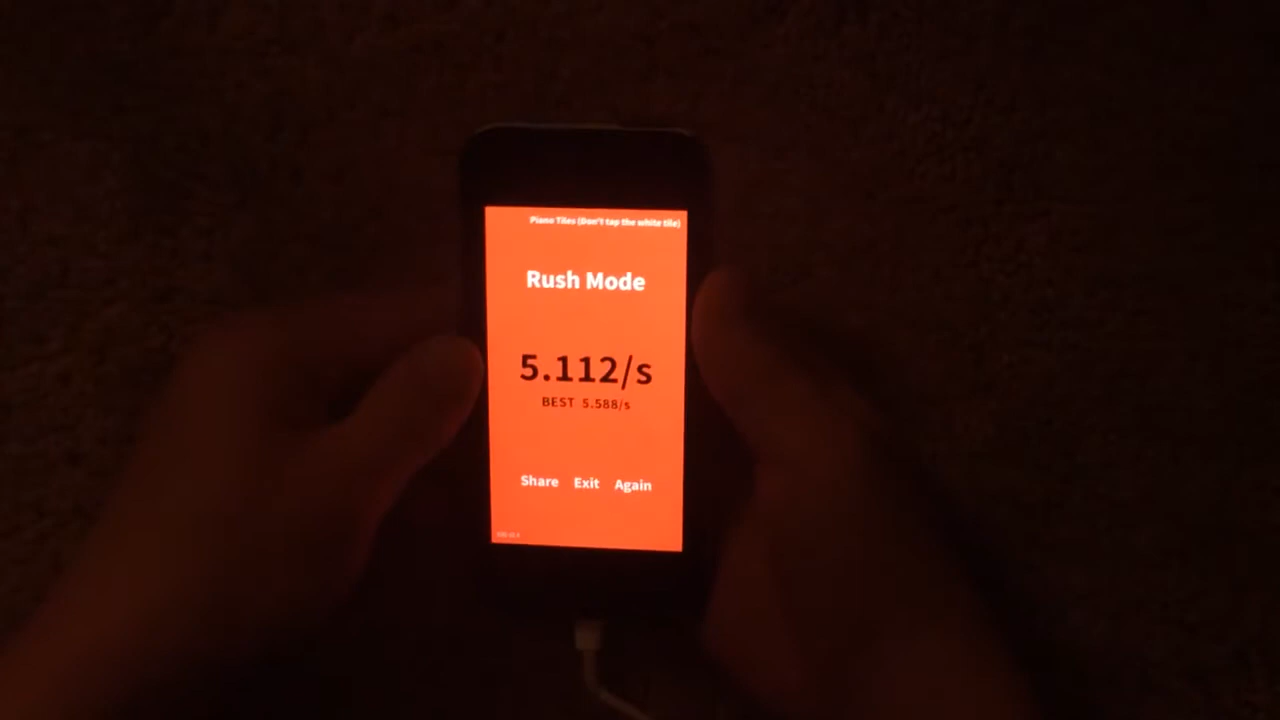 Piano Tiles (Don't tap the white tile)
Rush Mode
5.112/s
BEST 5.588/s
Share Exit Again